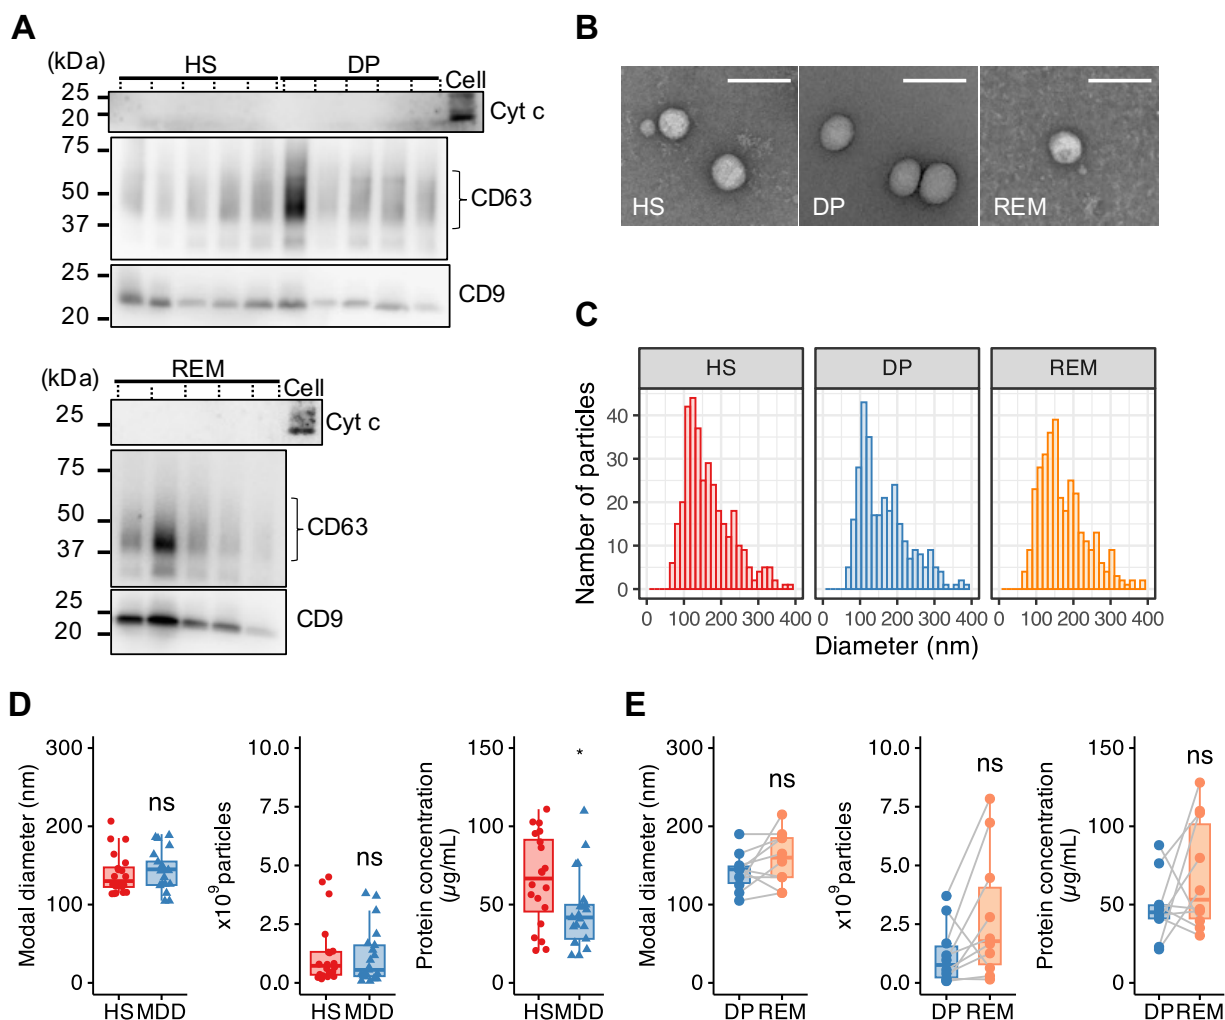 A
(kDa)
HS
DP
Cell
25
20
Cyt c
75
50
37
CD63
25
20
CD9
(kDa)
REM
Cell
25
Cyt c
75
50
37
CD63
25
20
CD9
B
HS
DP
REM
C
HS
DP
REM
Namber of particles
40
30
20
10
0
0 100 200 300 400
0 100 200 300 400
0 100 200 300 400
Diameter (nm)
D
Modal diameter (nm)
300
200
100
0
ns
HS MDD
x10⁹ particles
10.0
7.5
5.0
2.5
0.0
ns
HS MDD
Protein concentration
(µg/mL)
150
100
50
0
*
HS MDD
E
Modal diameter (nm)
300
200
100
0
ns
DP REM
x10⁹ particles
10.0
7.5
5.0
2.5
0.0
ns
DP REM
Protein concentration
(µg/mL)
150
100
50
0
ns
DP REM